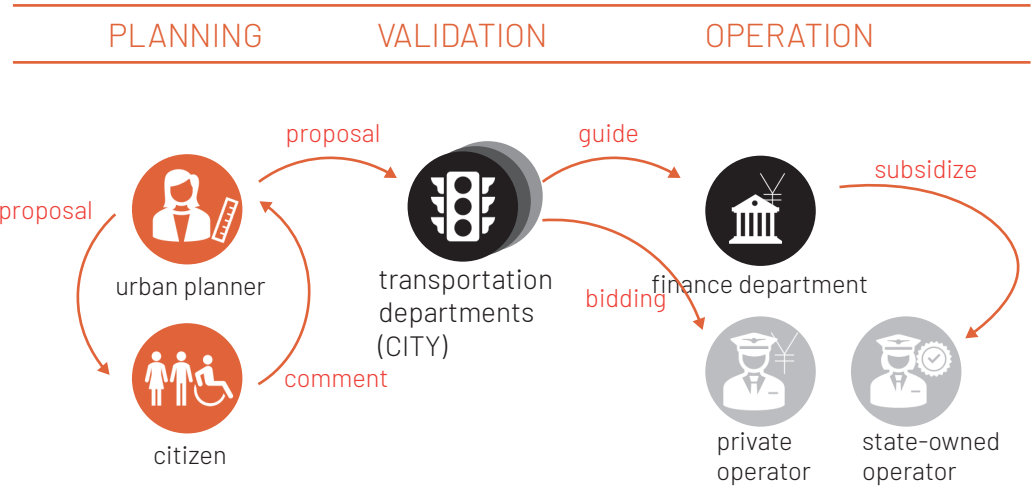 PLANNING
VALIDATION
OPERATION
proposal
guide
subsidize
proposal
urban planner
transportation
departments
(CITY)
finance department
bidding
comment
citizen
private
operator
state-owned
operator
¥
¥